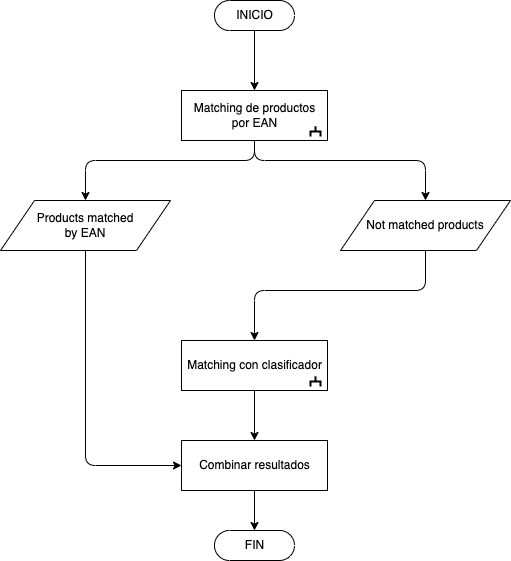 INICIO
Matching de productos
por EAN
Products matched
by EAN
Not matched products
Matching con clasificador
Combinar resultados
FIN